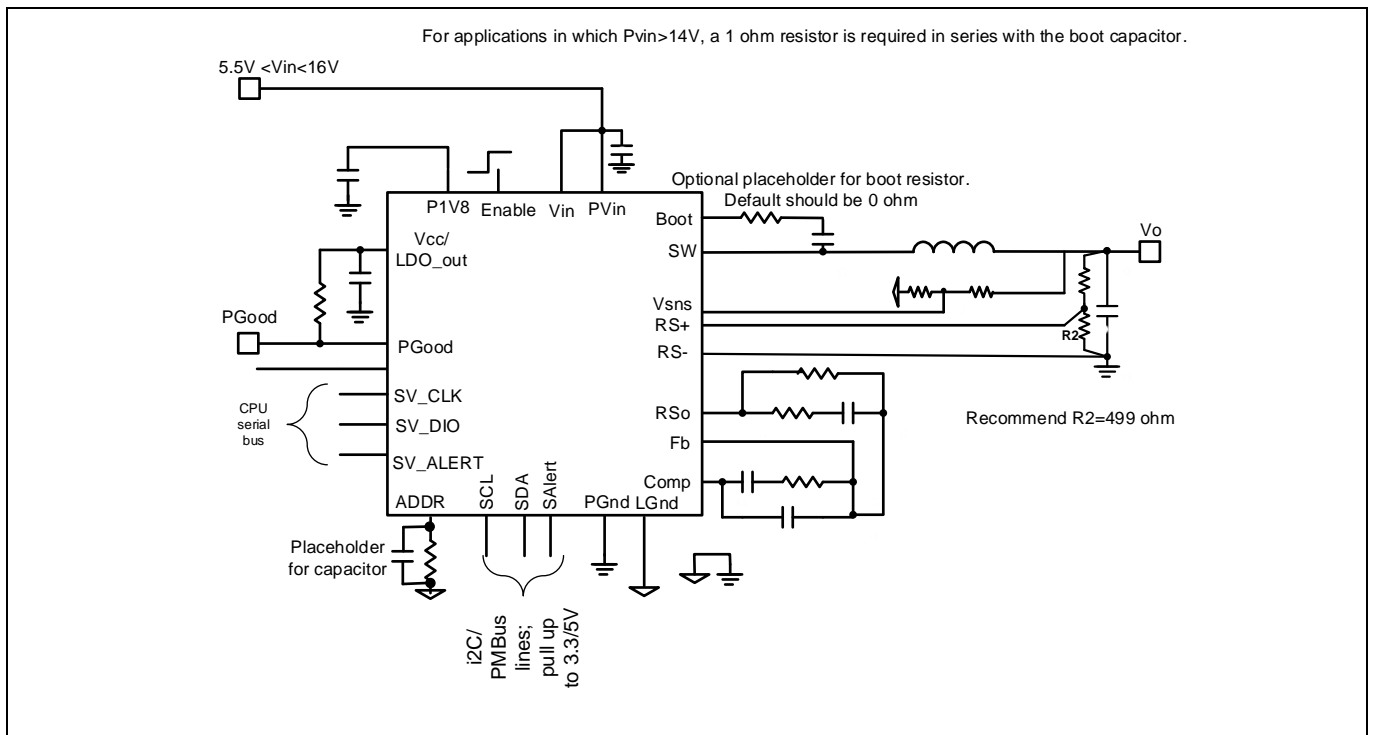 For applications in which Pvin>14V, a 1 ohm resistor is required in series with the boot capacitor.
5.5V <Vin<16V
Optional placeholder for boot resistor.
Default should be 0 ohm
P1V8
Enable
Vin
PVin
Boot
Vcc/
LDO_out
SW
Vo
Vsns
RS+
R2
RS-
PGood
PGood
CPU
serial
bus
SV_CLK
SV_DIO
SV_ALERT
RSo
Recommend R2=499 ohm
Fb
Comp
ADDR
SCL
SDA
SAlert
PGnd
LGnd
Placeholder
for capacitor
i2C/
PMBus
lines;
pull up
to 3.3/5V